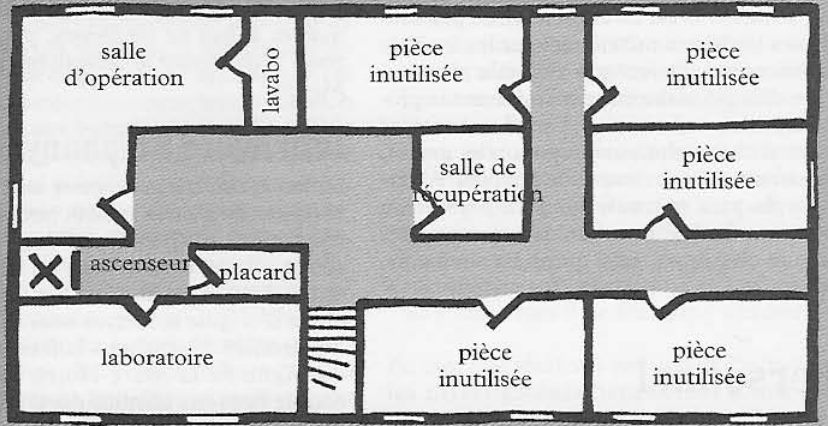 salle
d'opération
lavabo
pièce
inutilisée
pièce
inutilisée
salle de
récupération
pièce
inutilisée
ascenseur
placard
laboratoire
pièce
inutilisée
pièce
inutilisée